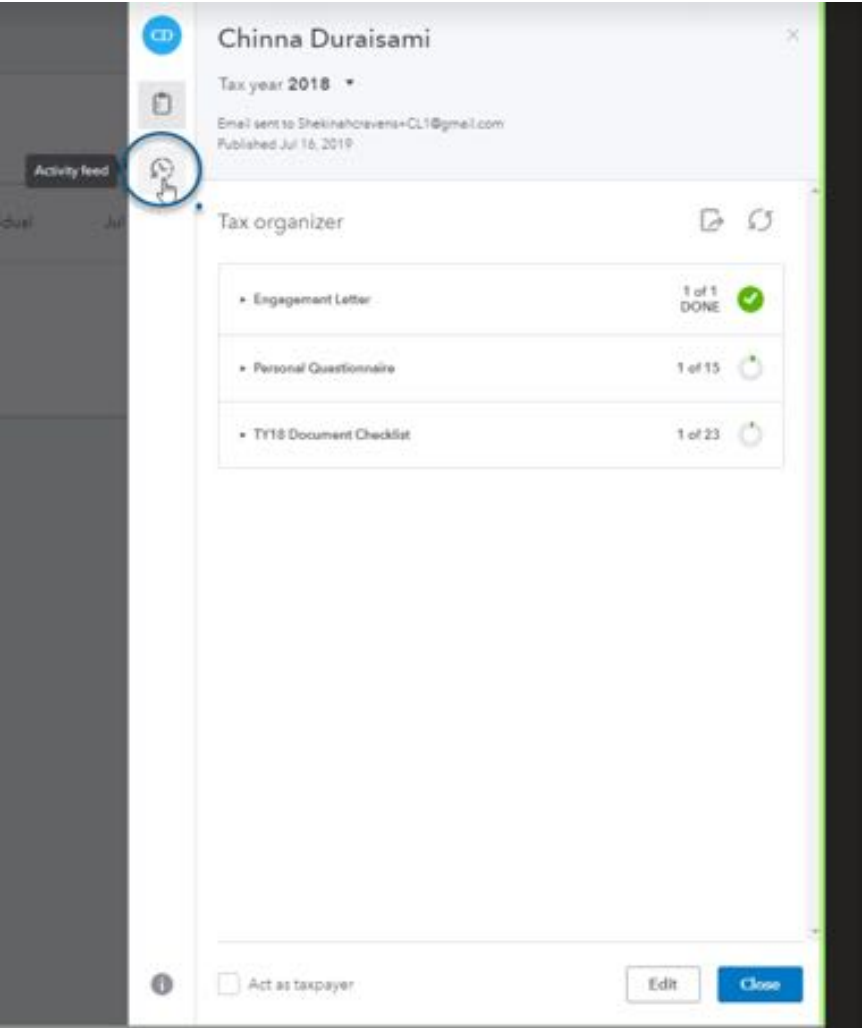 CD
Chinna Duraisami
Tax year 2018
Email sent to Shekinahcravens+CL1@gmail.com
Published Jul 16, 2019
Activity feed
Jul
Tax organizer
Engagement Letter
1 of 1
DONE
Personal Questionnaire
1 of 15
TY18 Document Checklist
1 of 23
Act as taxpayer
Edit
Close